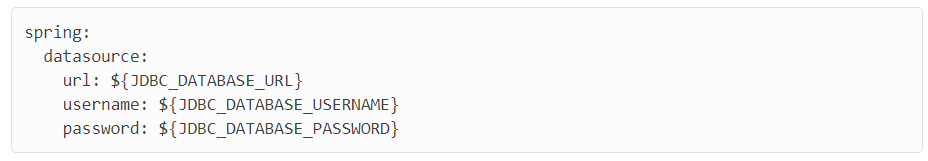 spring:
  datasource:
    url: ${JDBC_DATABASE_URL}
    username: ${JDBC_DATABASE_USERNAME}
    password: ${JDBC_DATABASE_PASSWORD}